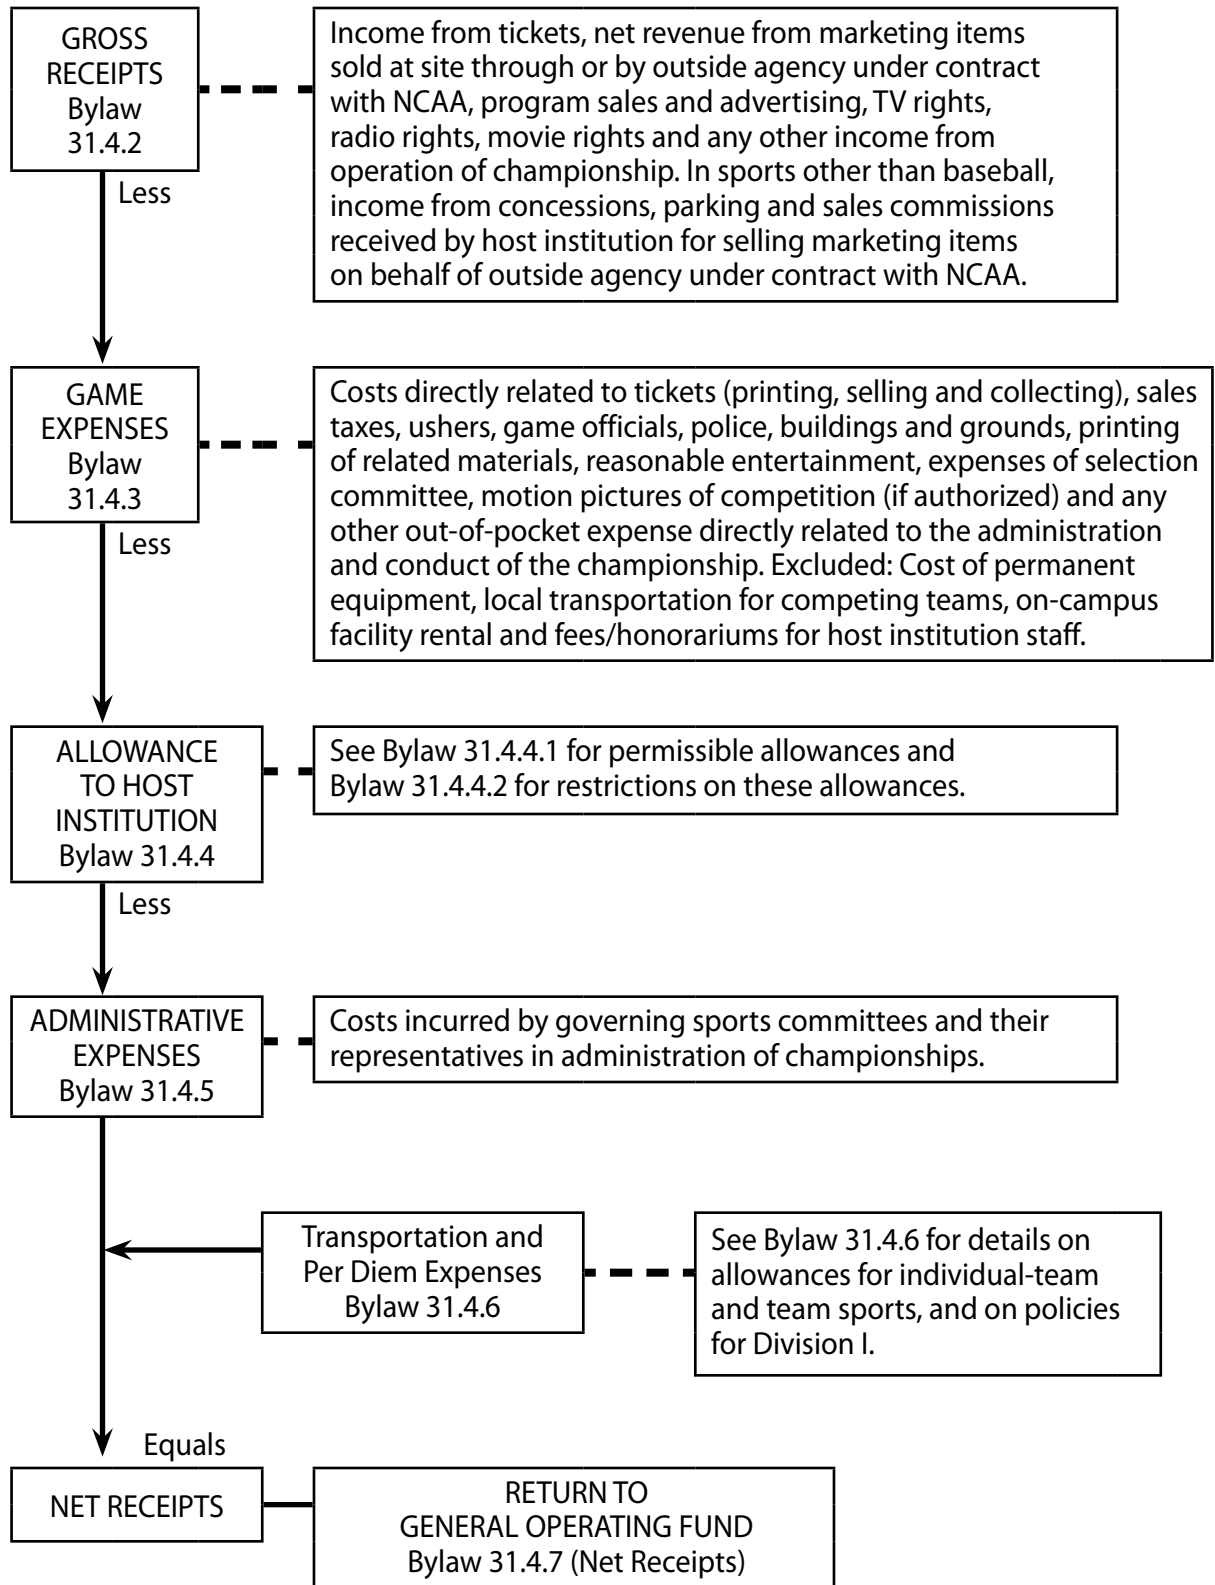 GROSS
RECEIPTS
Bylaw
31.4.2
Income from tickets, net revenue from marketing items
sold at site through or by outside agency under contract
with NCAA, program sales and advertising, TV rights,
radio rights, movie rights and any other income from
operation of championship. In sports other than baseball,
income from concessions, parking and sales commissions
received by host institution for selling marketing items
on behalf of outside agency under contract with NCAA.
Less
GAME
EXPENSES
Bylaw
31.4.3
Costs directly related to tickets (printing, selling and collecting), sales
taxes, ushers, game officials, police, buildings and grounds, printing
of related materials, reasonable entertainment, expenses of selection
committee, motion pictures of competition (if authorized) and any
other out-of-pocket expense directly related to the administration
and conduct of the championship. Excluded: Cost of permanent
equipment, local transportation for competing teams, on-campus
facility rental and fees/honorariums for host institution staff.
Less
ALLOWANCE
TO HOST
INSTITUTION
Bylaw 31.4.4
See Bylaw 31.4.4.1 for permissible allowances and
Bylaw 31.4.4.2 for restrictions on these allowances.
Less
ADMINISTRATIVE
EXPENSES
Bylaw 31.4.5
Costs incurred by governing sports committees and their
representatives in administration of championships.
Transportation and
Per Diem Expenses
Bylaw 31.4.6
See Bylaw 31.4.6 for details on
allowances for individual-team
and team sports, and on policies
for Division I.
Equals
NET RECEIPTS
RETURN TO
GENERAL OPERATING FUND
Bylaw 31.4.7 (Net Receipts)